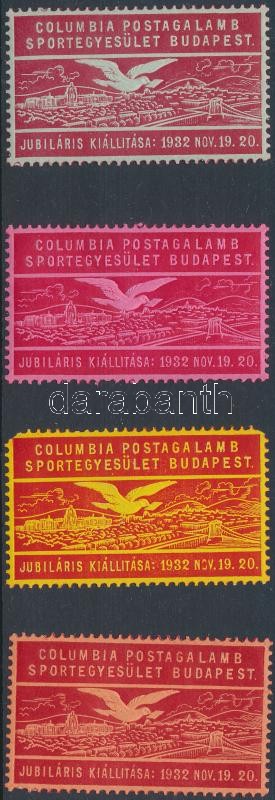 COLUMBIA POSTAGALAMB
SPORTEGYESÜLET BUDAPEST.
JUBILÁRIS KIÁLLITÁSA: 1932 NOV. 19. 20.
COLUMBIA POSTAGALAMB
SPORTEGYESÜLET BUDAPEST.
JUBILÁRIS KIÁLLITÁSA: 1932 NOV. 19. 20.
darabanth
COLUMBIA POSTAGALAMB
SPORTEGYESÜLET BUDAPEST.
JUBILÁRIS KIÁLLITÁSA: 1932 NOV. 19. 20.
COLUMBIA POSTAGALAMB
SPORTEGYESÜLET BUDAPEST.
JUBILÁRIS KIÁLLITÁSA: 1932 NOV. 19. 20.